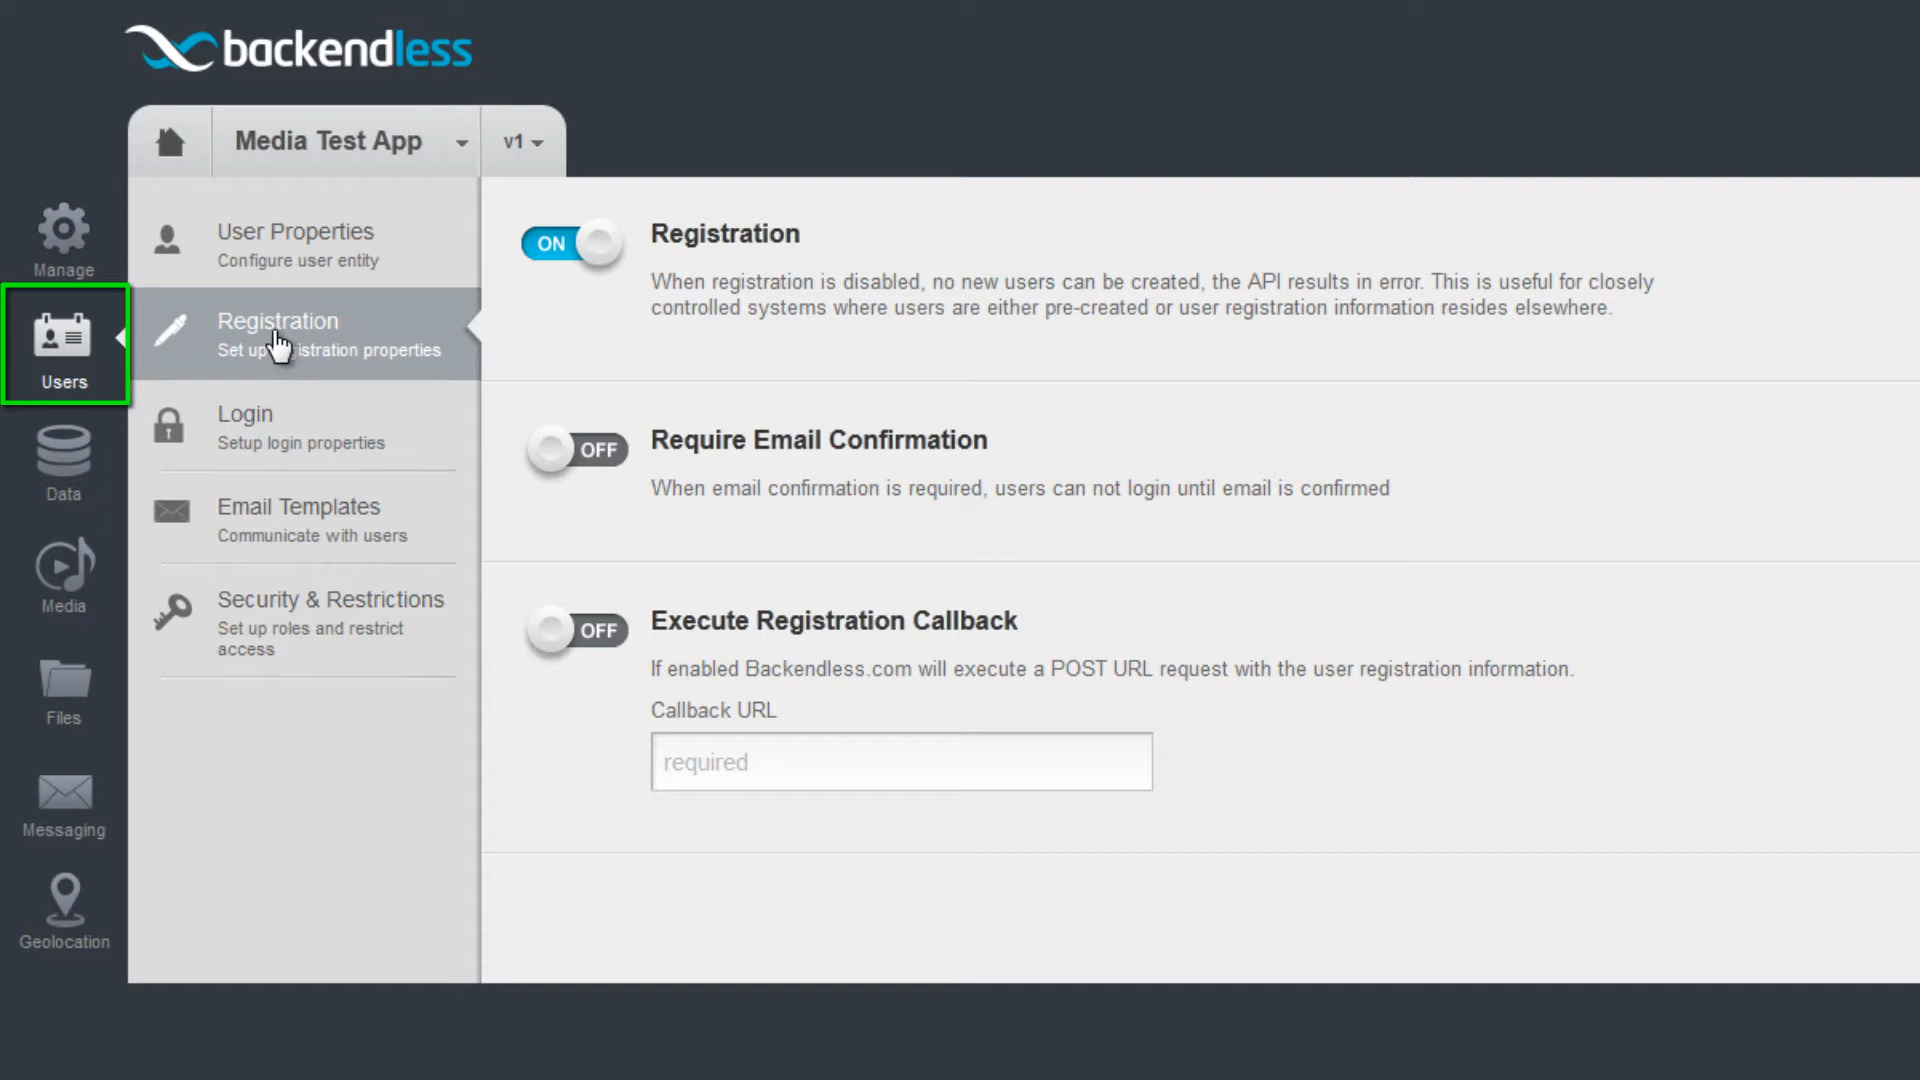 backendless
Media Test App
v1
Manage
Users
Data
Media
Files
Messaging
Geolocation
User Properties
Configure user entity
Registration
Set up registration properties
Login
Setup login properties
Email Templates
Communicate with users
Security & Restrictions
Set up roles and restrict
access
ON
Registration
When registration is disabled, no new users can be created, the API results in error. This is useful for closely
controlled systems where users are either pre-created or user registration information resides elsewhere.
OFF
Require Email Confirmation
When email confirmation is required, users can not login until email is confirmed
OFF
Execute Registration Callback
If enabled Backendless.com will execute a POST URL request with the user registration information.
Callback URL
required